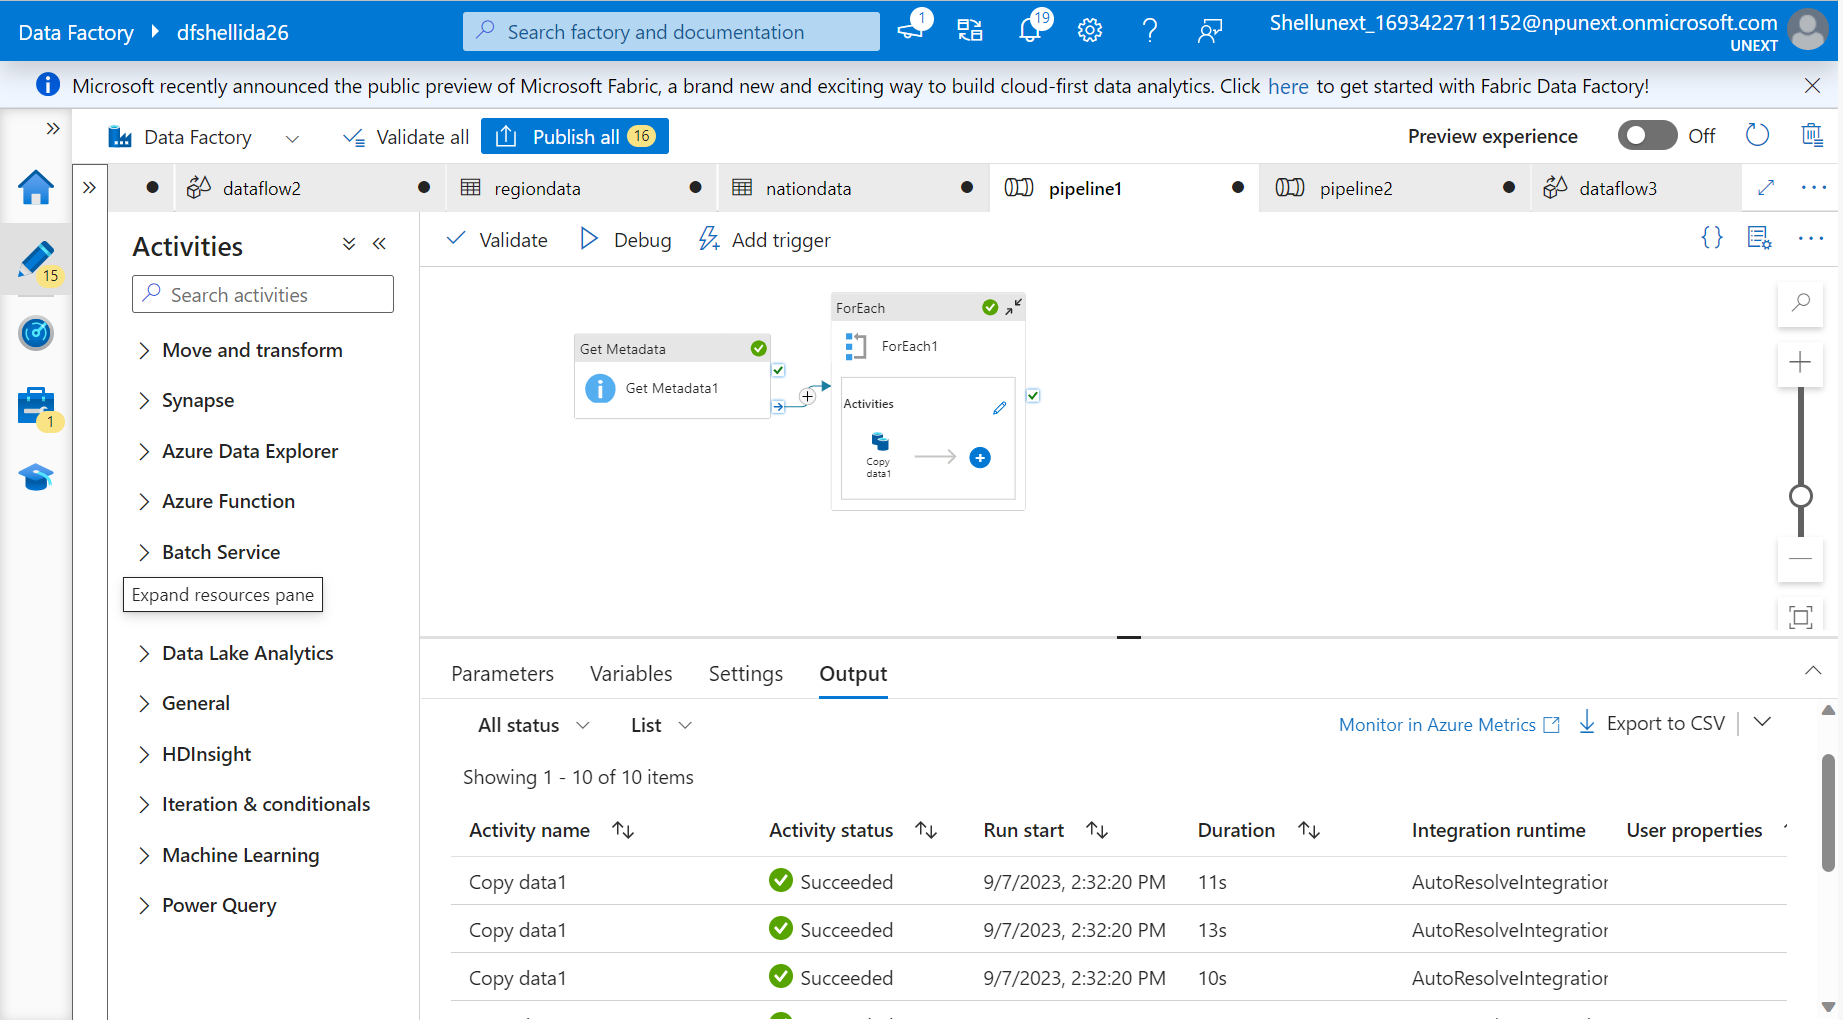 Data Factory dfshellida26
Search factory and documentation
1
19
Shellunext_1693422711152@npunext.onmicrosoft.com
UNEXT
Microsoft recently announced the public preview of Microsoft Fabric, a brand new and exciting way to build cloud-first data analytics. Click here to get started with Fabric Data Factory!
Data Factory
Validate all
Publish all 16
Preview experience
Off
dataflow2
regiondata
nationdata
pipeline1
pipeline2
dataflow3
15
1
Activities
Search activities
Move and transform
Synapse
Azure Data Explorer
Azure Function
Batch Service
Expand resources pane
Data Lake Analytics
General
HDInsight
Iteration & conditionals
Machine Learning
Power Query
Validate
Debug
Add trigger
{}
Get Metadata
Get Metadata1
ForEach
ForEach1
Activities
Copy
data1
Parameters Variables Settings Output
All status
List
Monitor in Azure Metrics
Export to CSV
Showing 1 - 10 of 10 items
Activity name Activity status Run start Duration Integration runtime User properties
Copy data1 Succeeded 9/7/2023, 2:32:20 PM 11s AutoResolveIntegration
Copy data1 Succeeded 9/7/2023, 2:32:20 PM 13s AutoResolveIntegration
Copy data1 Succeeded 9/7/2023, 2:32:20 PM 10s AutoResolveIntegration